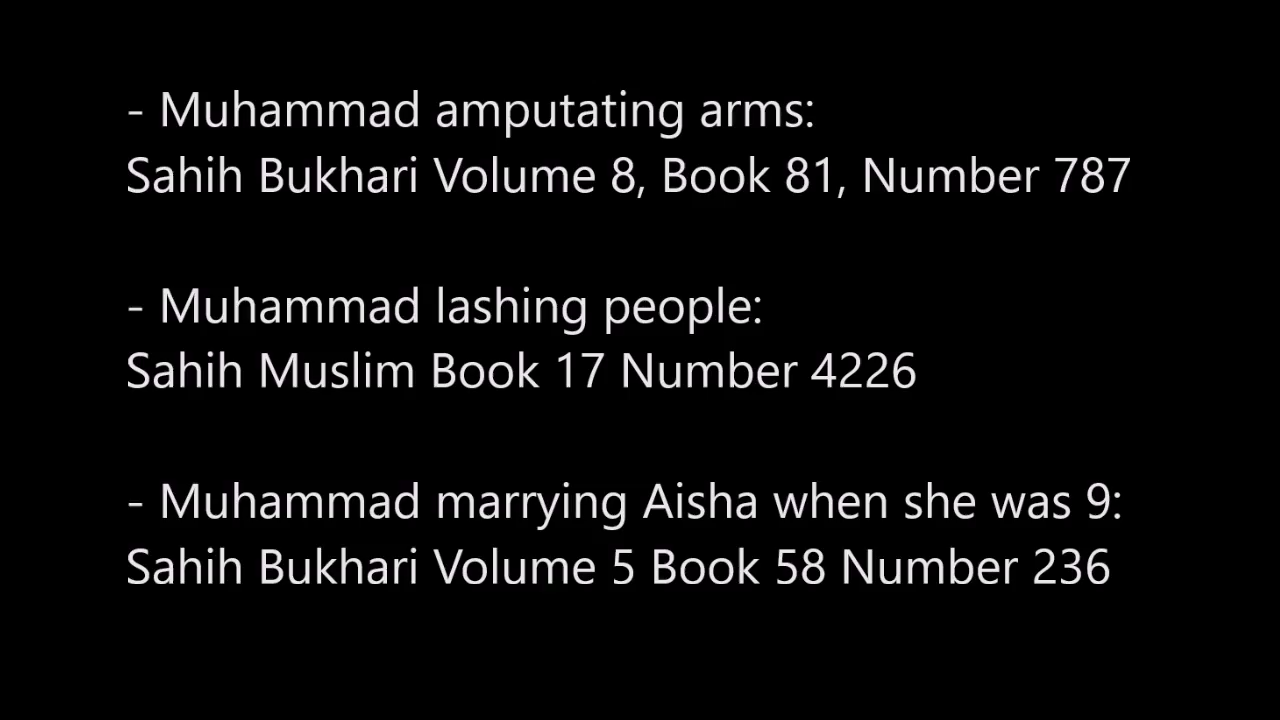 - Muhammad amputating arms:
Sahih Bukhari Volume 8, Book 81, Number 787
- Muhammad lashing people:
Sahih Muslim Book 17 Number 4226
- Muhammad marrying Aisha when she was 9:
Sahih Bukhari Volume 5 Book 58 Number 236